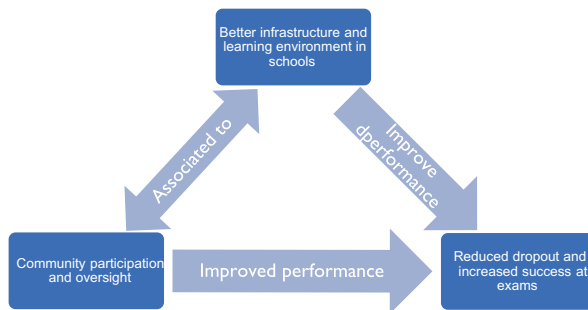 Better infrastructure and
learning environment in
schools
Associated to
Improve
dperformance
Community participation
and oversight
Improved performance
Reduced dropout and
increased success at
exams